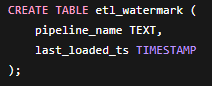 CREATE TABLE etl_watermark (
    pipeline_name TEXT,
    last_loaded_ts TIMESTAMP
);